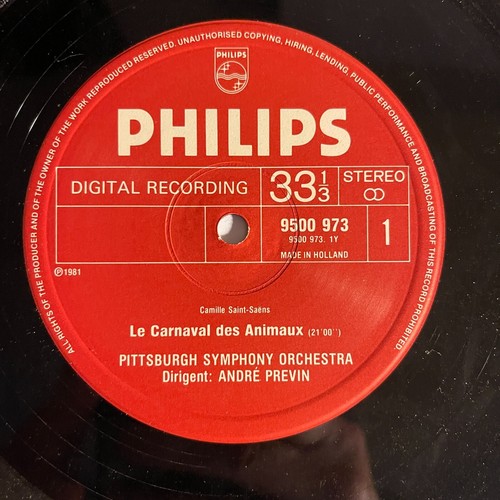 ALL RIGHTS OF THE PRODUCER AND OF THE OWNER OF THE WORK REPRODUCED RESERVED. UNAUTHORISED COPYING, HIRING, LENDING, PUBLIC PERFORMANCE AND BROADCASTING OF THIS RECORD PROHIBITED
PHILIPS
PHILIPS
DIGITAL RECORDING
33 1/3
STEREO
9500 973
9500 973. 1Y
MADE IN HOLLAND
1
℗1981
Camille Saint-Saëns
Le Carnaval des Animaux (21'00'')
PITTSBURGH SYMPHONY ORCHESTRA
Dirigent: ANDRÉ PREVIN